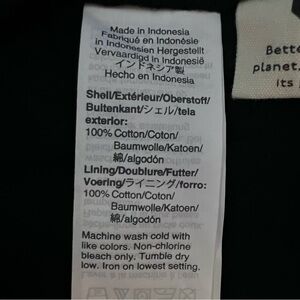 Made in Indonesia
Fabriqué en Indonésie
in Indonesien Hergestellt
Vervaardigd in Indonesië
インドネシア製
Hecho en Indonesia
Shell/Extérieur/Oberstoff/
Buitenkant/シェル/tela
exterior:
100% Cotton/Coton/
Baumwolle/Katoen/
綿/algodón
Lining/Doublure/Futter/
Voering/ライニング/forro:
100% Cotton/Coton/
Baumwolle/Katoen/
綿/algodón
Machine wash cold with
like colors. Non-chlorine
bleach only. Tumble dry
low. Iron on lowest setting.
Bette
planet.
its